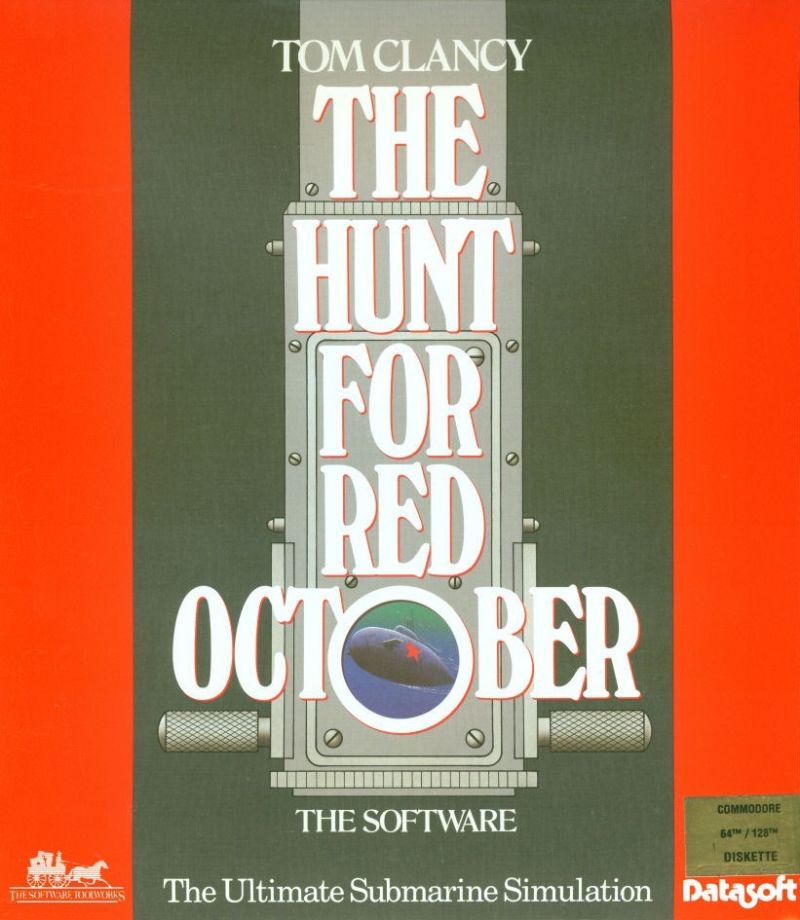 TOM CLANCY
THE
HUNT
FOR
RED
OCTOBER
THE SOFTWARE
COMMODORE
64™ / 128™
DISKETTE
THE SOFTWARE TOOLWORKS
The Ultimate Submarine Simulation
Datasoft